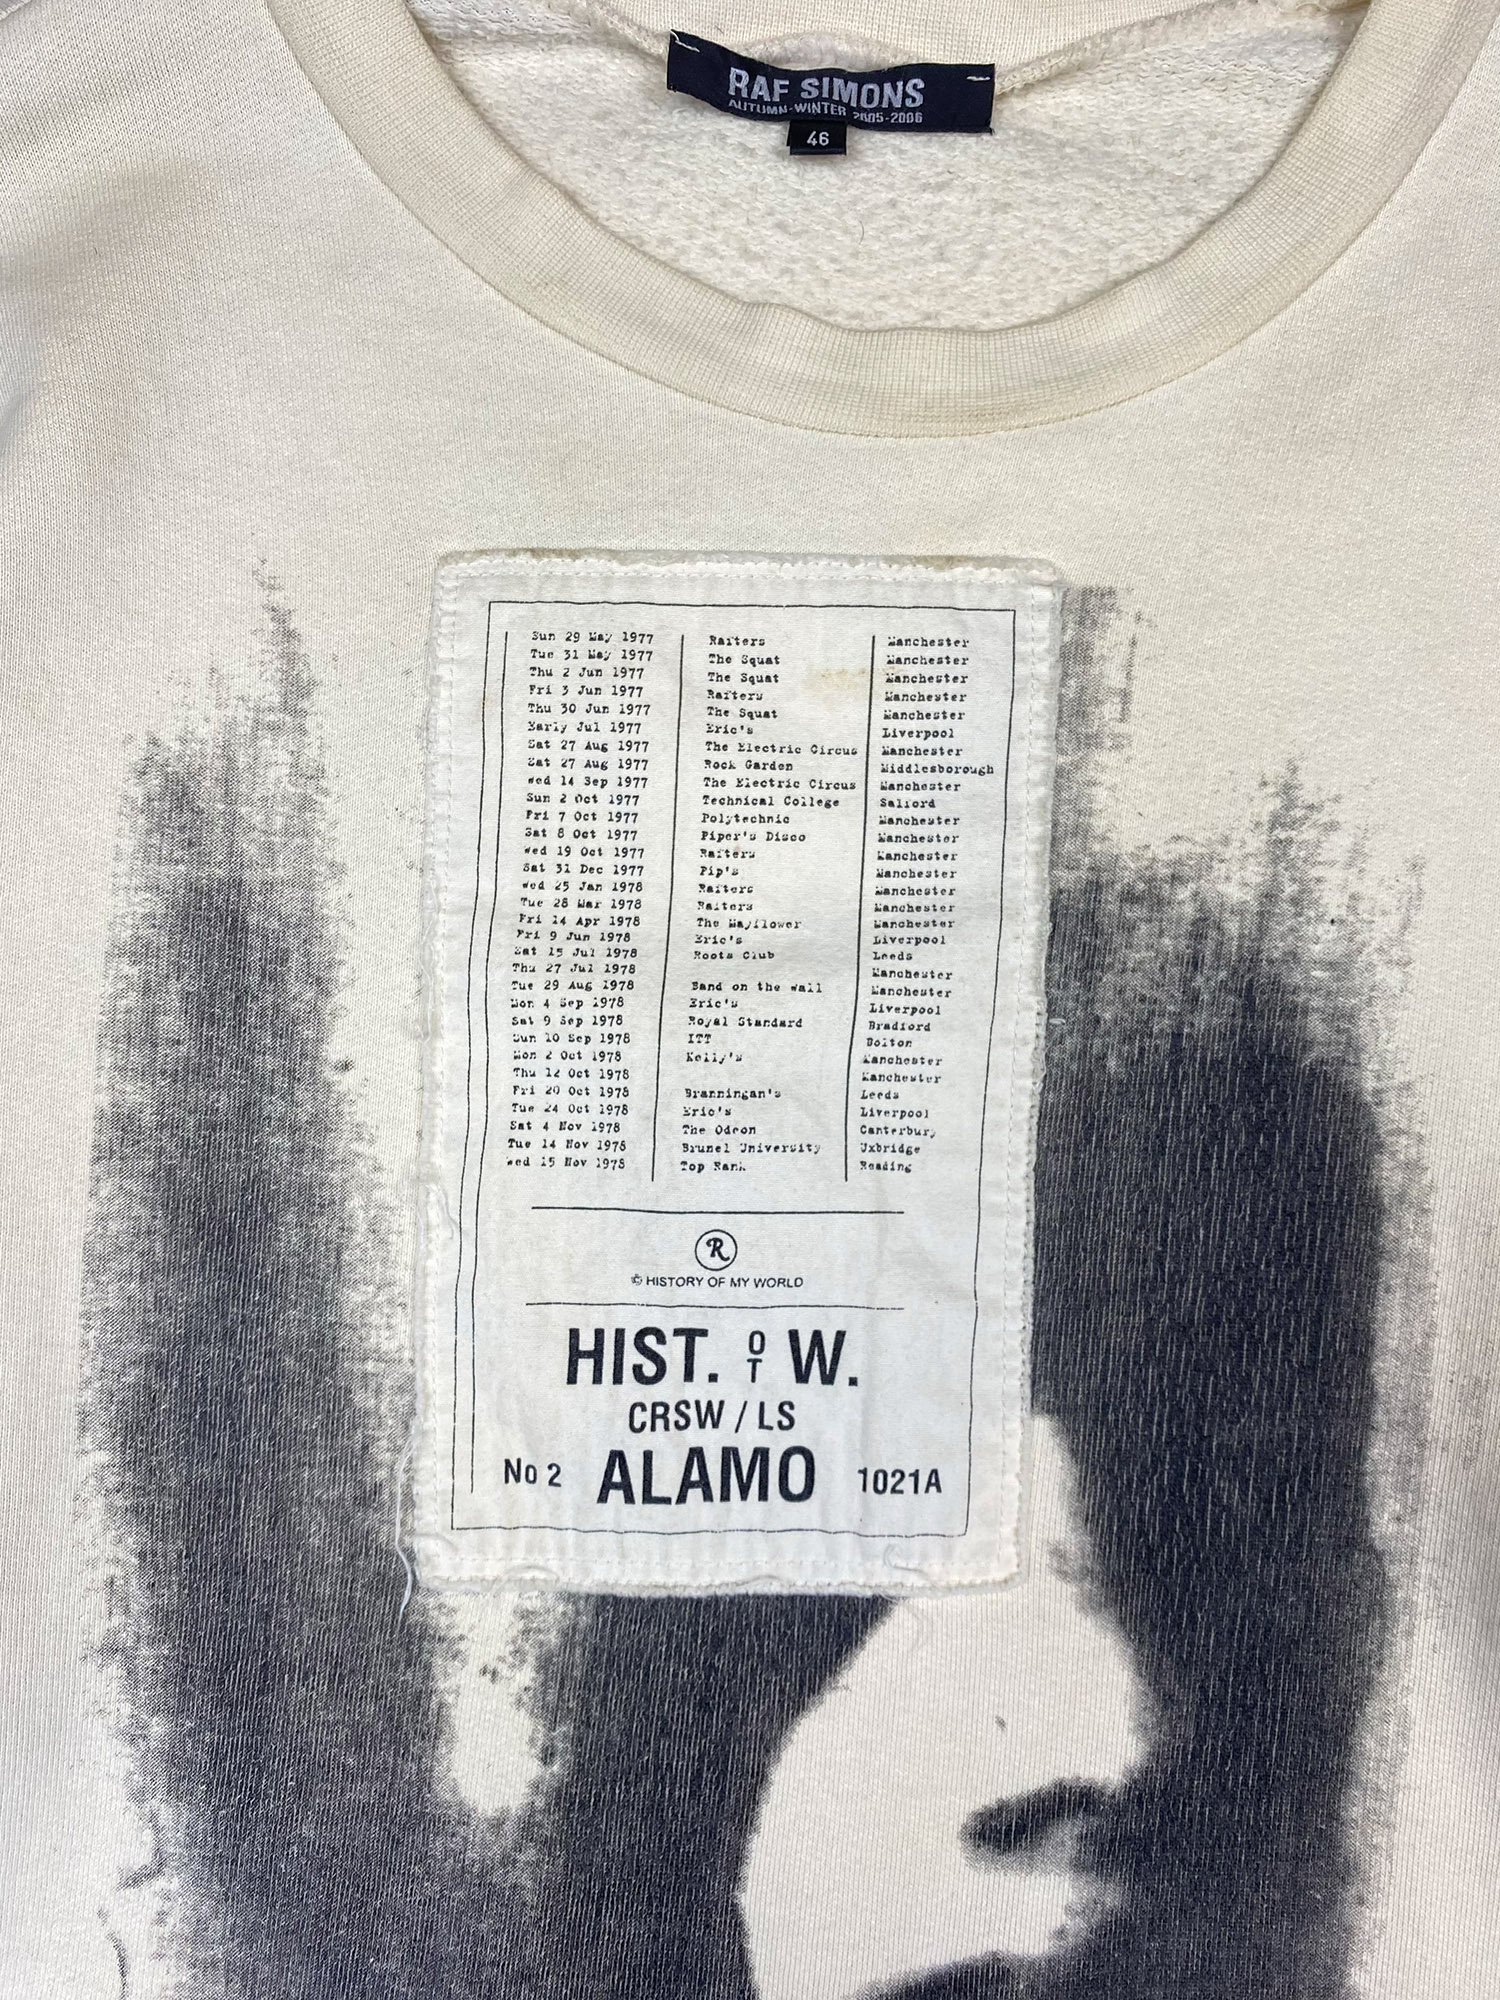 RAF SIMONS
AUTUMN-WINTER 2005-2006
46
Sun 29 May 1977 Rafters Manchester
Tue 31 May 1977 The Squat Manchester
Thu 2 Jun 1977 The Squat Manchester
Fri 3 Jun 1977 Rafters Manchester
Thu 30 Jun 1977 The Squat Manchester
Early Jul 1977 Eric's Liverpool
Sat 27 Aug 1977 The Electric Circus Manchester
Sat 27 Aug 1977 Rock Garden Middlesborough
Wed 14 Sep 1977 The Electric Circus Manchester
Sun 2 Oct 1977 Technical College Salford
Fri 7 Oct 1977 Polytechnic Manchester
Sat 8 Oct 1977 Piper's Disco Manchester
Wed 19 Oct 1977 Rafters Manchester
Sat 31 Dec 1977 Pip's Manchester
Wed 25 Jan 1978 Rafters Manchester
Tue 28 Mar 1978 Rafters Manchester
Fri 14 Apr 1978 The Mayflower Manchester
Fri 9 Jun 1978 Eric's Liverpool
Sat 15 Jul 1978 Roots Club Leeds
Thu 27 Jul 1978 Manchester
Tue 29 Aug 1978 Band on the Wall Manchester
Mon 4 Sep 1978 Eric's Liverpool
Sat 9 Sep 1978 Royal Standard Bradford
Sun 10 Sep 1978 ITT Bolton
Mon 2 Oct 1978 Kelly's Manchester
Thu 12 Oct 1978 Manchester
Fri 20 Oct 1978 Branningan's Leeds
Tue 24 Oct 1978 Eric's Liverpool
Sat 4 Nov 1978 The Odeon Canterbury
Tue 14 Nov 1978 Brunel University Uxbridge
Wed 15 Nov 1978 Top Rank Reading
R
© HISTORY OF MY WORLD
HIST. OT W.
CRSW / LS
No 2 ALAMO 1021A